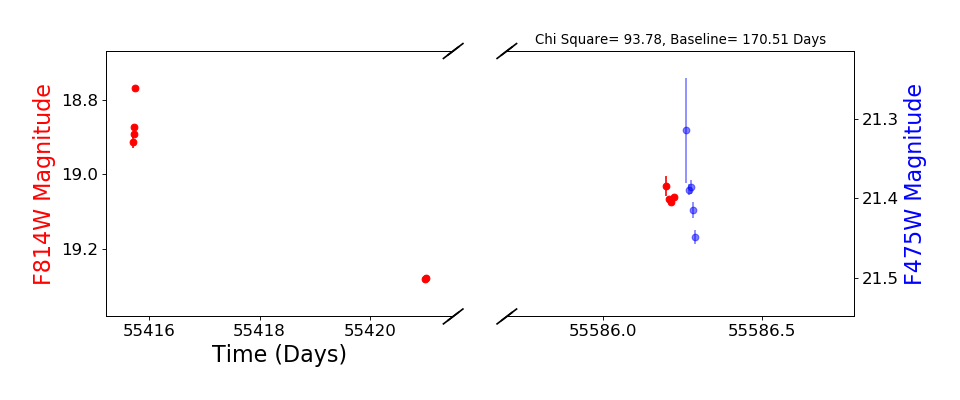 Chi Square= 93.78, Baseline= 170.51 Days
F814W Magnitude
18.8
19.0
19.2
21.3
21.4
21.5
F475W Magnitude
55416
55418
55420
55586.0
55586.5
Time (Days)